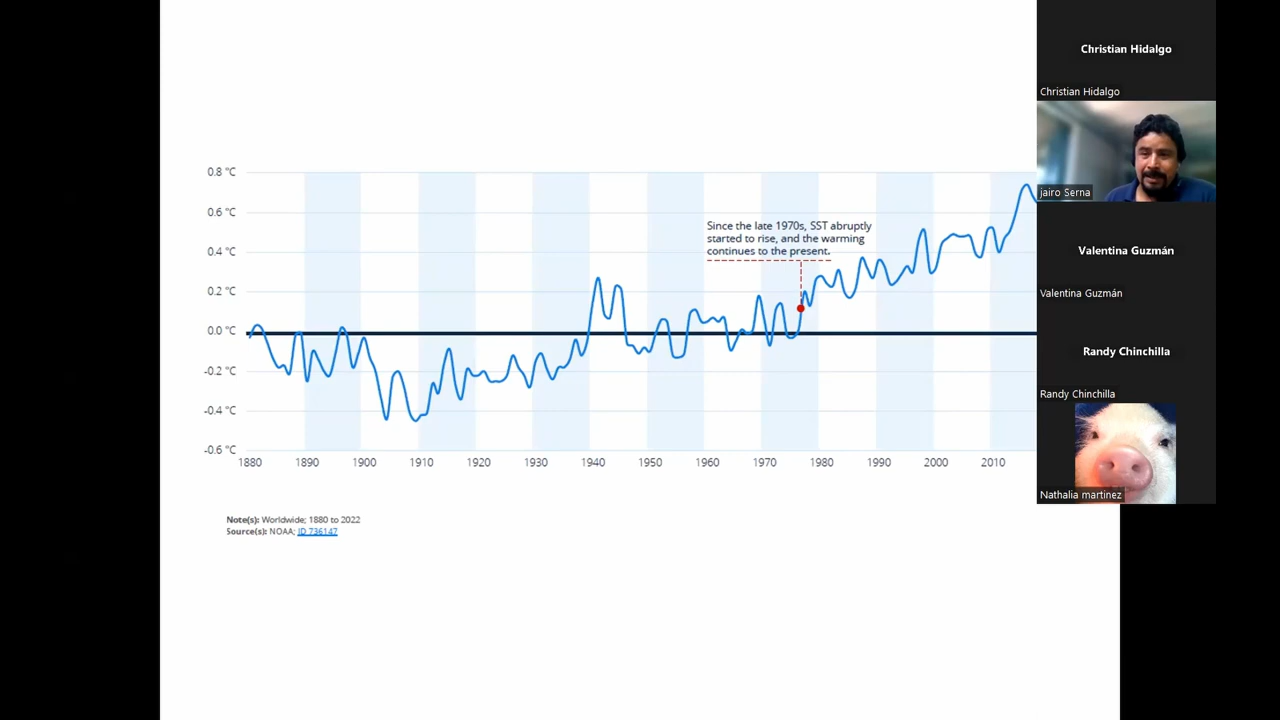 0.8 °C
0.6 °C
0.4 °C
0.2 °C
0.0 °C
-0.2 °C
-0.4 °C
-0.6 °C
Since the late 1970s, SST abruptly
started to rise, and the warming
continues to the present.
1880 1890 1900 1910 1920 1930 1940 1950 1960 1970 1980 1990 2000 2010
Note(s): Worldwide; 1880 to 2022
Source(s): NOAA; ID 736147
Christian Hidalgo
Christian Hidalgo
jairo Serna
Valentina Guzmán
Valentina Guzmán
Randy Chinchilla
Randy Chinchilla
Nathalia martinez